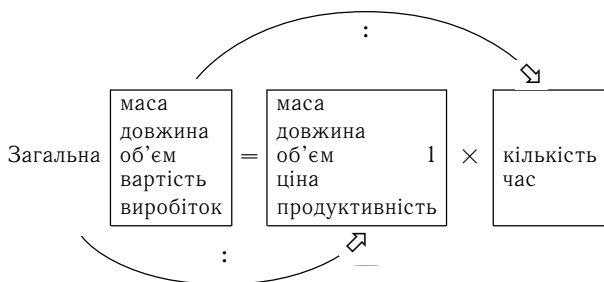 :
маса маса
довжина довжина
Загальна об’єм = об’єм 1 × кількість
вартість ціна час
виробіток продуктивність
: